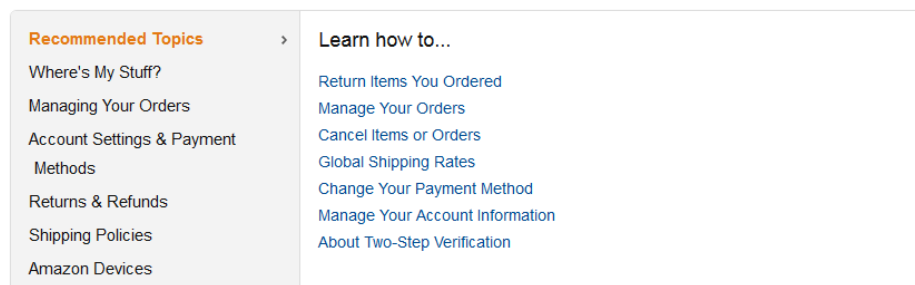 Recommended Topics
Where's My Stuff?
Managing Your Orders
Account Settings & Payment
Methods
Returns & Refunds
Shipping Policies
Amazon Devices
Learn how to...
Return Items You Ordered
Manage Your Orders
Cancel Items or Orders
Global Shipping Rates
Change Your Payment Method
Manage Your Account Information
About Two-Step Verification